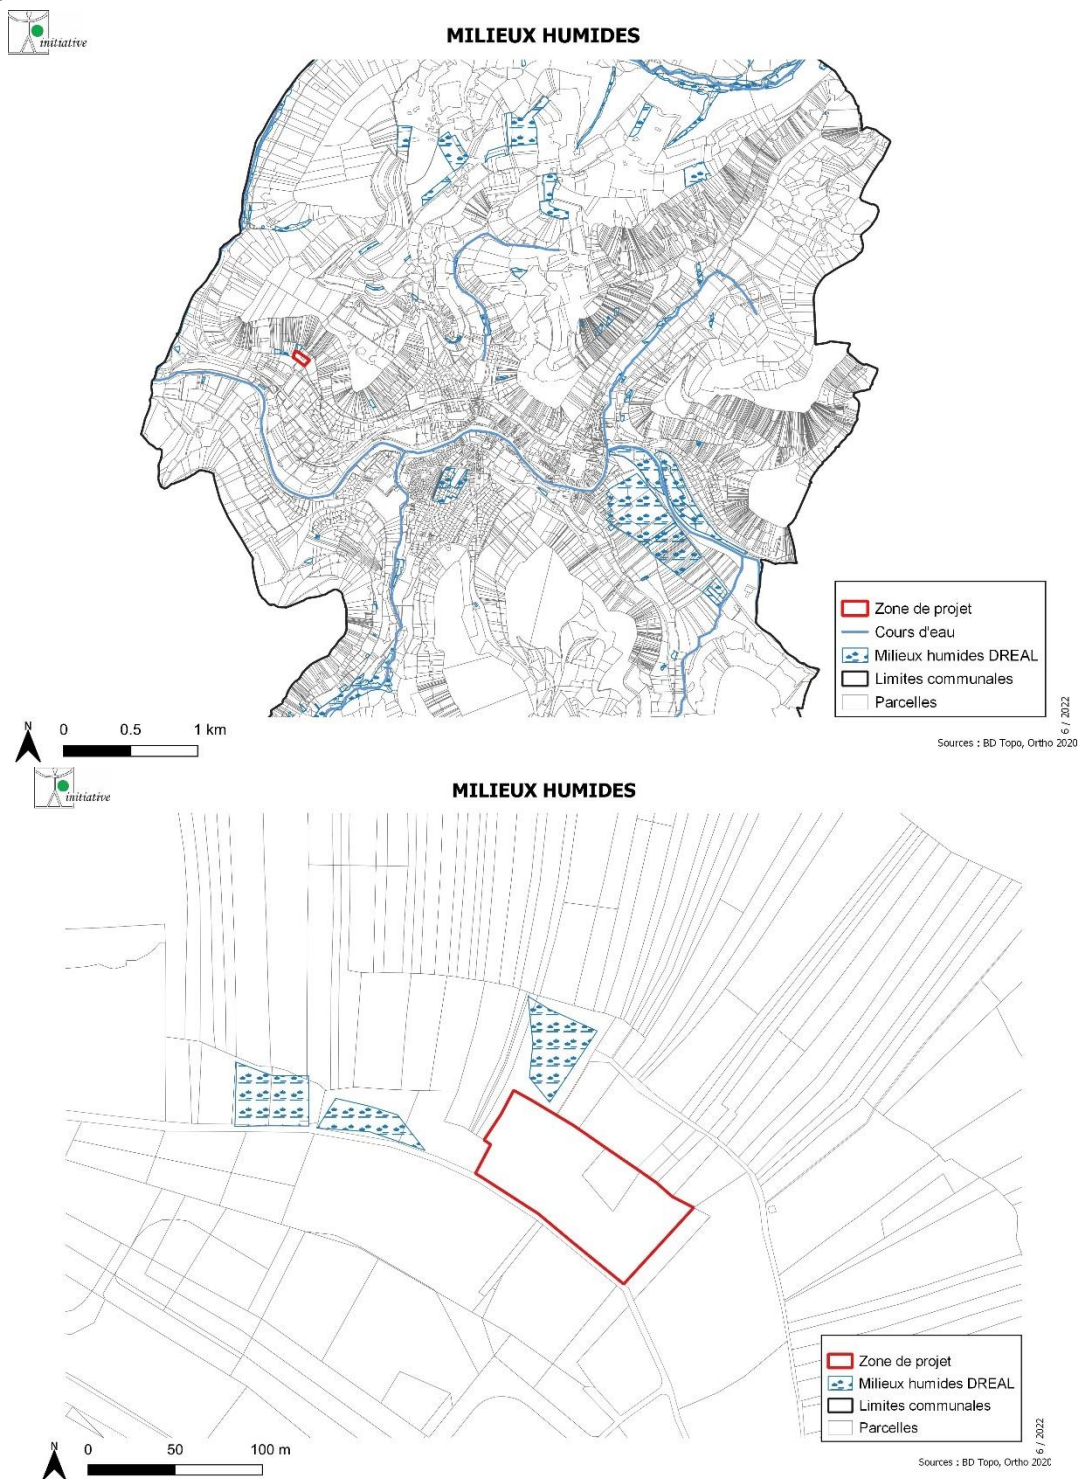 initiative
MILIEUX HUMIDES
Zone de projet
Cours d'eau
Milieux humides DREAL
Limites communales
Parcelles
6 / 2022
N
0 0.5 1 km
Sources : BD Topo, Ortho 2020
initiative
MILIEUX HUMIDES
Zone de projet
Milieux humides DREAL
Limites communales
Parcelles
6 / 2022
N
0 50 100 m
Sources : BD Topo, Ortho 2020